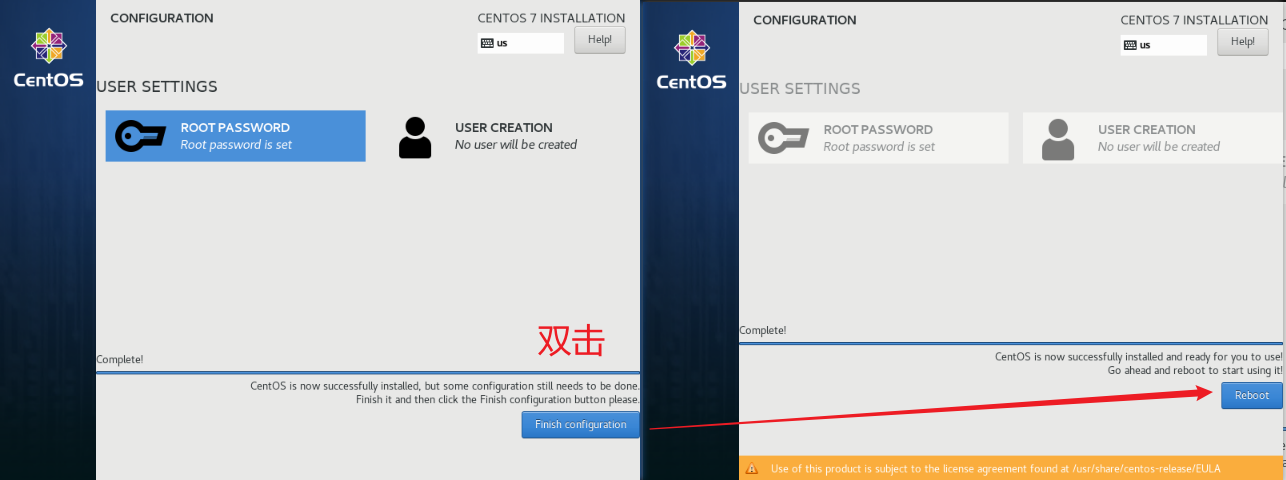 CONFIGURATION
CENTOS 7 INSTALLATION
us
Help!
CentOS
USER SETTINGS
ROOT PASSWORD
Root password is set
USER CREATION
No user will be created
双击
Complete!
CentOS is now successfully installed, but some configuration still needs to be done.
Finish it and then click the Finish configuration button please.
Finish configuration
CONFIGURATION
CENTOS 7 INSTALLATION
us
Help!
CentOS
USER SETTINGS
ROOT PASSWORD
Root password is set
USER CREATION
No user will be created
Complete!
CentOS is now successfully installed and ready for you to use!
Go ahead and reboot to start using it!
Reboot
Use of this product is subject to the license agreement found at /usr/share/centos-release/EULA